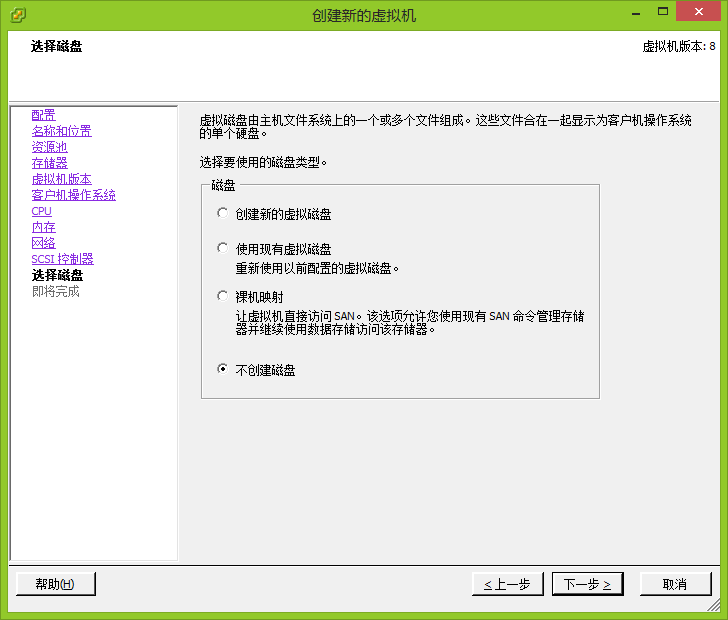 创建新的虚拟机
选择磁盘
虚拟机版本: 8
配置
名称和位置
资源池
存储器
虚拟机版本
客户机操作系统
CPU
内存
网络
SCSI 控制器
选择磁盘
即将完成
虚拟磁盘由主机文件系统上的一个或多个文件组成。这些文件合在一起显示为客户机操作系统
的单个硬盘。
选择要使用的磁盘类型。
磁盘
创建新的虚拟磁盘
使用现有虚拟磁盘
重新使用以前配置的虚拟磁盘。
裸机映射
让虚拟机直接访问 SAN。该选项允许您使用现有 SAN 命令管理存储
器并继续使用数据存储访问该存储器。
不创建磁盘
帮助(H)
< 上一步
下一步 >
取消